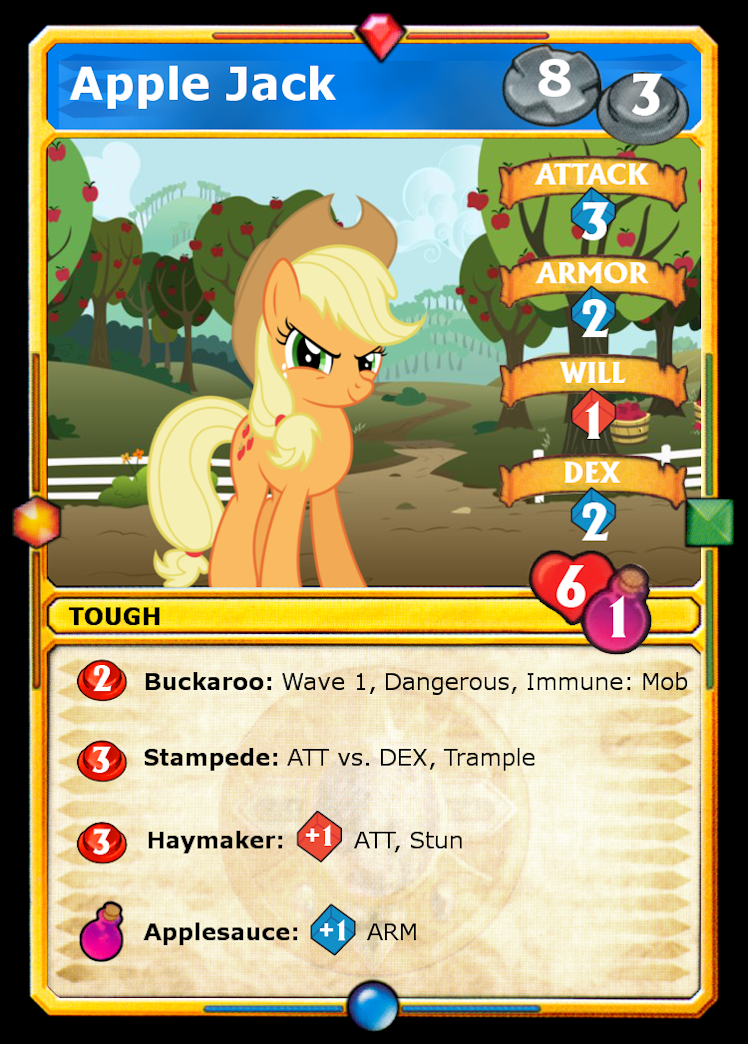 Apple Jack
8
3
ATTACK
3
ARMOR
2
WILL
1
DEX
2
6
1
TOUGH
2 Buckaroo: Wave 1, Dangerous, Immune: Mob
3 Stampede: ATT vs. DEX, Trample
3 Haymaker: +1 ATT, Stun
Applesauce: +1 ARM